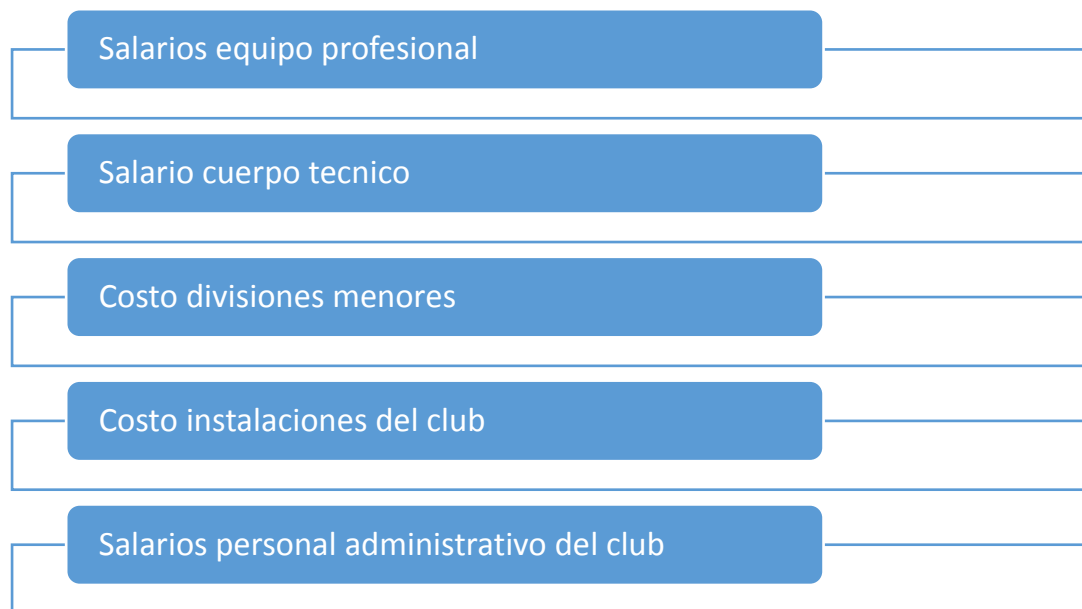 Salarios equipo profesional
Salario cuerpo tecnico
Costo divisiones menores
Costo instalaciones del club
Salarios personal administrativo del club